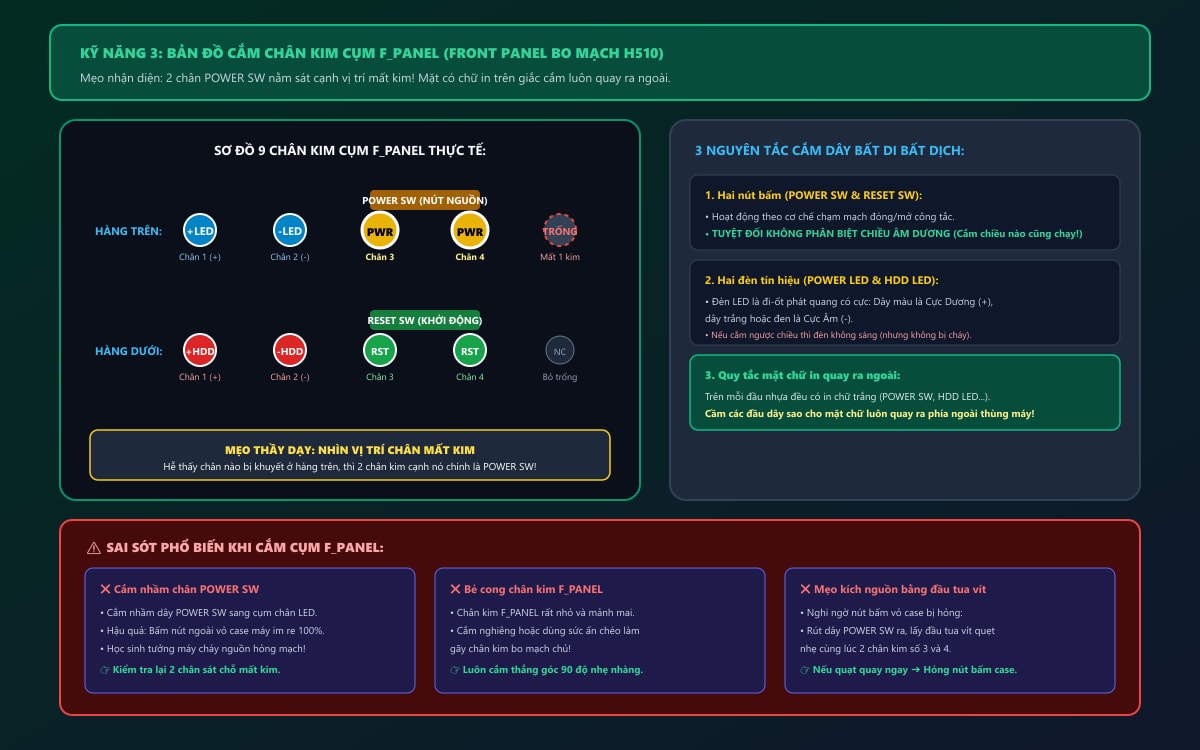 KỸ NĂNG 3: BẢN ĐỒ CẮM CHÂN KIM CỤM F_PANEL (FRONT PANEL BO MẠCH H510)
Mẹo nhận diện: 2 chân POWER SW nằm sát cạnh vị trí mất kim! Mặt có chữ in trên giắc cắm luôn quay ra ngoài.
SƠ ĐỒ 9 CHÂN KIM CỤM F_PANEL THỰC TẾ:
POWER SW (NÚT NGUỒN)
HÀNG TRÊN: +LED -LED PWR PWR TRỐNG
Chân 1 (+) Chân 2 (-) Chân 3 Chân 4 Mất 1 kim
RESET SW (KHỞI ĐỘNG)
HÀNG DƯỚI: +HDD -HDD RST RST NC
Chân 1 (+) Chân 2 (-) Chân 3 Chân 4 Bỏ trống
MẸO THẦY DẠY: NHÌN VỊ TRÍ CHÂN MẤT KIM
Hễ thấy chân nào bị khuyết ở hàng trên, thì 2 chân kim cạnh nó chính là POWER SW!
3 NGUYÊN TẮC CẮM DÂY BẤT DI BẤT DỊCH:
1. Hai nút bấm (POWER SW & RESET SW):
• Hoạt động theo cơ chế chạm mạch đóng/mở công tắc.
• TUYỆT ĐỐI KHÔNG PHÂN BIỆT CHIỀU ÂM DƯƠNG (Cắm chiều nào cũng chạy!)
2. Hai đèn tín hiệu (POWER LED & HDD LED):
• Đèn LED là đi-ốt phát quang có cực: Dây màu là Cực Dương (+),
dây trắng hoặc đen là Cực Âm (-).
• Nếu cắm ngược chiều thì đèn không sáng (nhưng không bị cháy).
3. Quy tắc mặt chữ in quay ra ngoài:
Trên mỗi đầu nhựa đều có in chữ trắng (POWER SW, HDD LED...).
Cầm các đầu dây sao cho mặt chữ luôn quay ra phía ngoài thùng máy!
⚠ SAI SÓT PHỔ BIẾN KHI CẮM CỤM F_PANEL:
❌ Cắm nhầm chân POWER SW
• Cắm nhầm dây POWER SW sang cụm chân LED.
• Hậu quả: Bấm nút ngoài vỏ case máy im re 100%.
• Học sinh tưởng máy cháy nguồn hỏng mạch!
👉 Kiểm tra lại 2 chân sát chỗ mất kim.
❌ Bẻ cong chân kim F_PANEL
• Chân kim F_PANEL rất nhỏ và mảnh mai.
• Cắm nghiêng hoặc dùng sức ấn chéo làm
gãy chân kim bo mạch chủ!
👉 Luôn cắm thẳng góc 90 độ nhẹ nhàng.
❌ Mẹo kích nguồn bằng đầu tua vít
• Nghi ngờ nút bấm vỏ case bị hỏng:
• Rút dây POWER SW ra, lấy đầu tua vít quẹt
nhẹ cùng lúc 2 chân kim số 3 và 4.
👉 Nếu quạt quay ngay ➔ Hỏng nút bấm case.